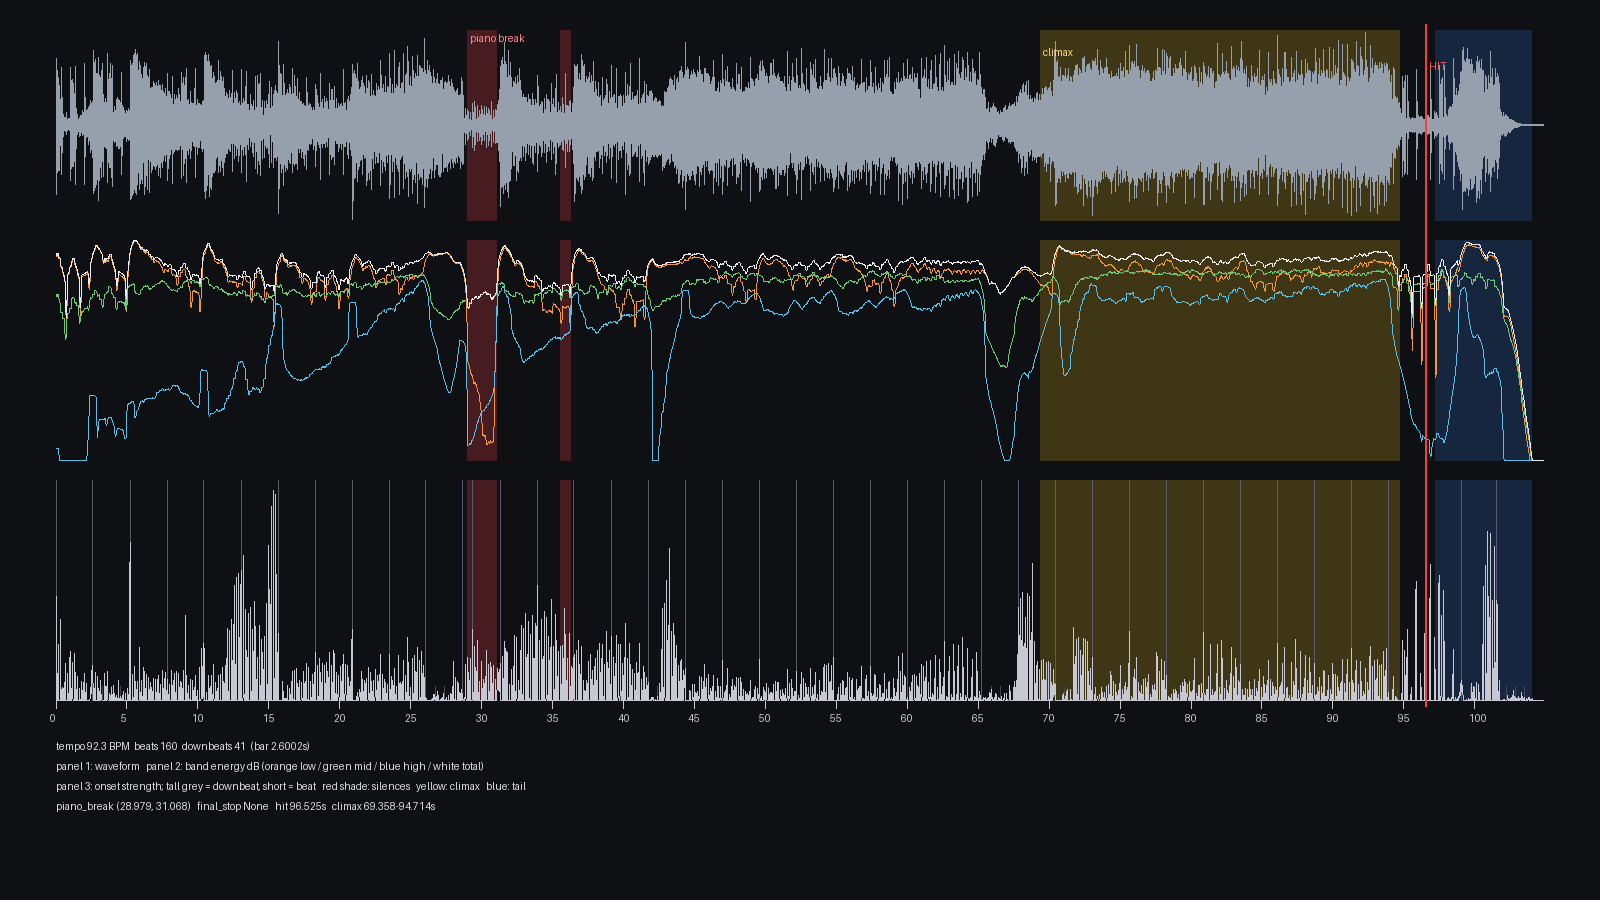 piano break
climax
HIT
0 5 10 15 20 25 30 35 40 45 50 55 60 65 70 75 80 85 90 95 100
tempo 92.3 BPM beats 160 downbeats 41 (bar 2.6002s)
panel 1: waveform panel 2: band energy dB (orange low / green mid / blue high / white total)
panel 3: onset strength; tall grey = downbeat, short = beat red shade: silences yellow: climax blue: tail
piano_break (28.979, 31.068) final_stop None hit 96.525s climax 69.358-94.714s